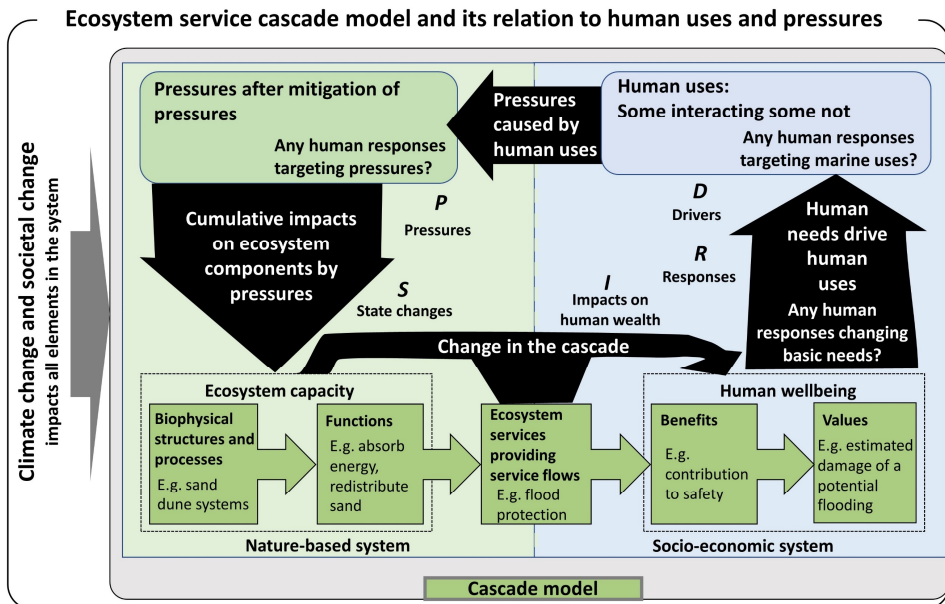 Ecosystem service cascade model and its relation to human uses and pressures
Climate change and societal change
impacts all elements in the system
Pressures after mitigation of
pressures
Any human responses
targeting pressures?
Pressures
caused by
human uses
Human uses:
Some interacting some not
Any human responses
targeting marine uses?
Cumulative impacts
on ecosystem
components by
pressures
P
Pressures
S
State changes
D
Drivers
R
Responses
I
Impacts on
human wealth
Human
needs drive
human
uses
Any human
responses changing
basic needs?
Change in the cascade
Ecosystem capacity
Biophysical
structures and
processes
E.g. sand
dune systems
Functions
E.g. absorb
energy,
redistribute
sand
Ecosystem
services
providing
service flows
E.g. flood
protection
Human wellbeing
Benefits
E.g.
contribution
to safety
Values
E.g. estimated
damage of a
potential
flooding
Nature-based system
Socio-economic system
Cascade model